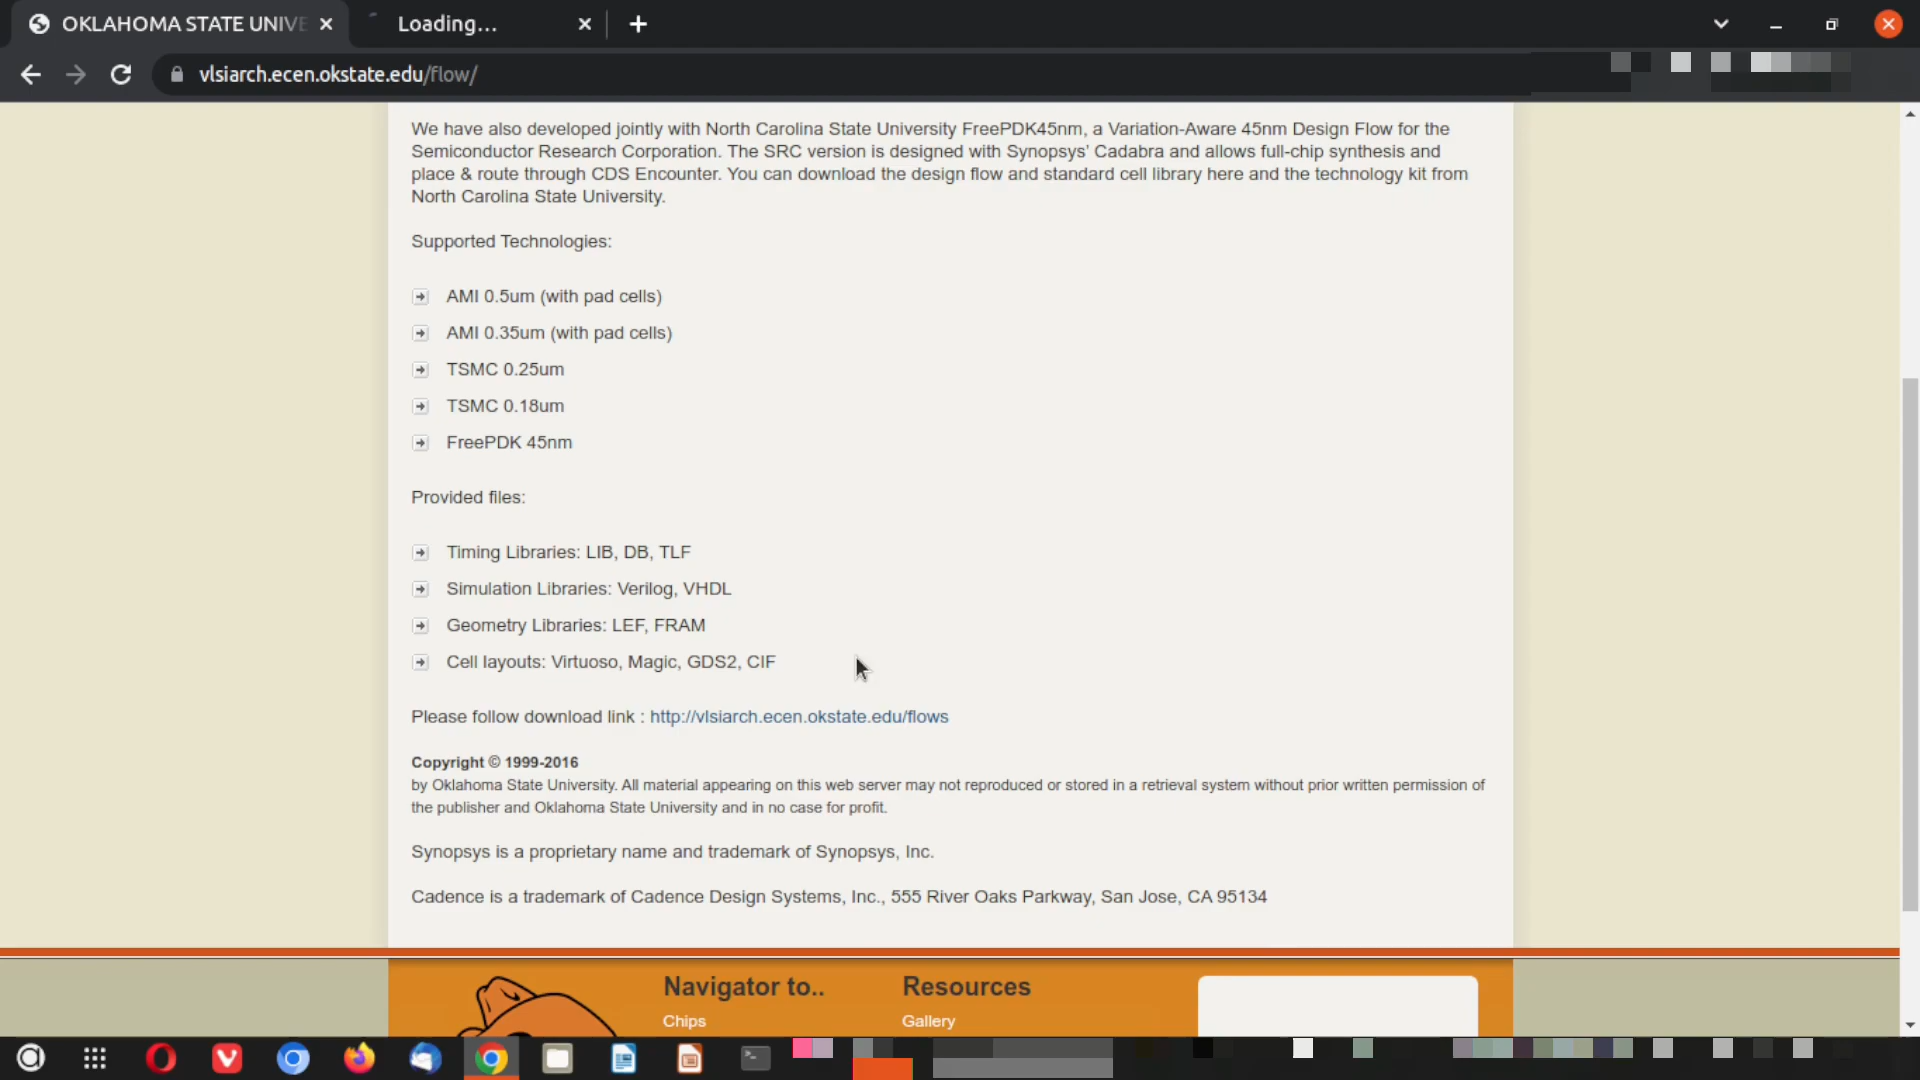 OKLAHOMA STATE UNIVE
Loading...
vlsiarch.ecen.okstate.edu/flow/
We have also developed jointly with North Carolina State University FreePDK45nm, a Variation-Aware 45nm Design Flow for the
Semiconductor Research Corporation. The SRC version is designed with Synopsys' Cadabra and allows full-chip synthesis and
place & route through CDS Encounter. You can download the design flow and standard cell library here and the technology kit from
North Carolina State University.
Supported Technologies:
AMI 0.5um (with pad cells)
AMI 0.35um (with pad cells)
TSMC 0.25um
TSMC 0.18um
FreePDK 45nm
Provided files:
Timing Libraries: LIB, DB, TLF
Simulation Libraries: Verilog, VHDL
Geometry Libraries: LEF, FRAM
Cell layouts: Virtuoso, Magic, GDS2, CIF
Please follow download link : http://vlsiarch.ecen.okstate.edu/flows
Copyright © 1999-2016
by Oklahoma State University. All material appearing on this web server may not reproduced or stored in a retrieval system without prior written permission of
the publisher and Oklahoma State University and in no case for profit.
Synopsys is a proprietary name and trademark of Synopsys, Inc.
Cadence is a trademark of Cadence Design Systems, Inc., 555 River Oaks Parkway, San Jose, CA 95134
Navigator to..
Resources
Chips
Gallery